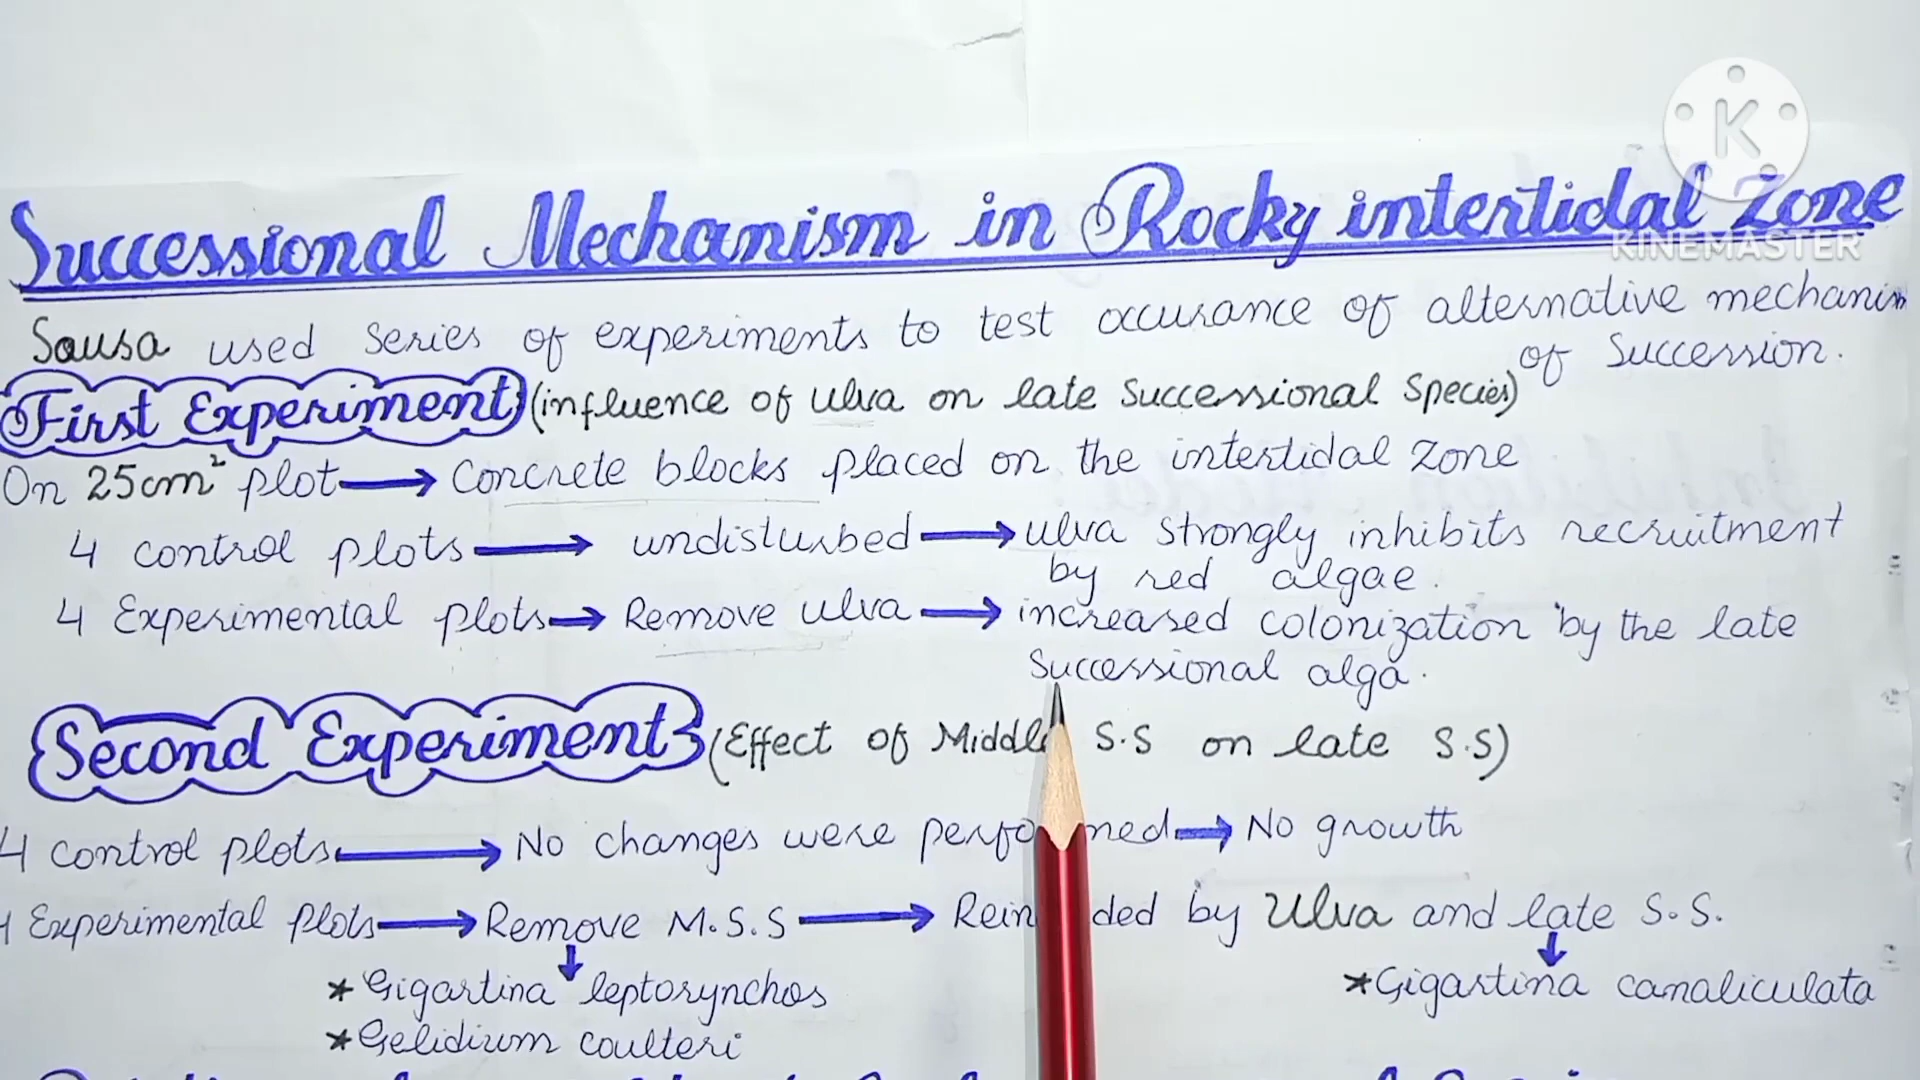 Successional Mechanism in Rocky intertidal Zone
K
KINEMASTER
Sousa used series of experiments to test occurance of alternative mechanism
of Succession.
First Experiment (influence of ulva on late Successional Species)
On 25cm² plot → Concrete blocks placed on the intertidal zone
4 control plots → undisturbed → ulva strongly inhibits recruitment
by red algae.
4 Experimental plots → Remove ulva → increased colonization by the late
Successional alga.
Second Experiment (Effect of Middle S.S on late S.S)
4 control plots → No changes were → No growth
Experimental plots → Remove M.S.S → by Ulva and late S.S.
* Gigartina leptorynchos
* Gigartina canaliculata
* Gelidium coulteri